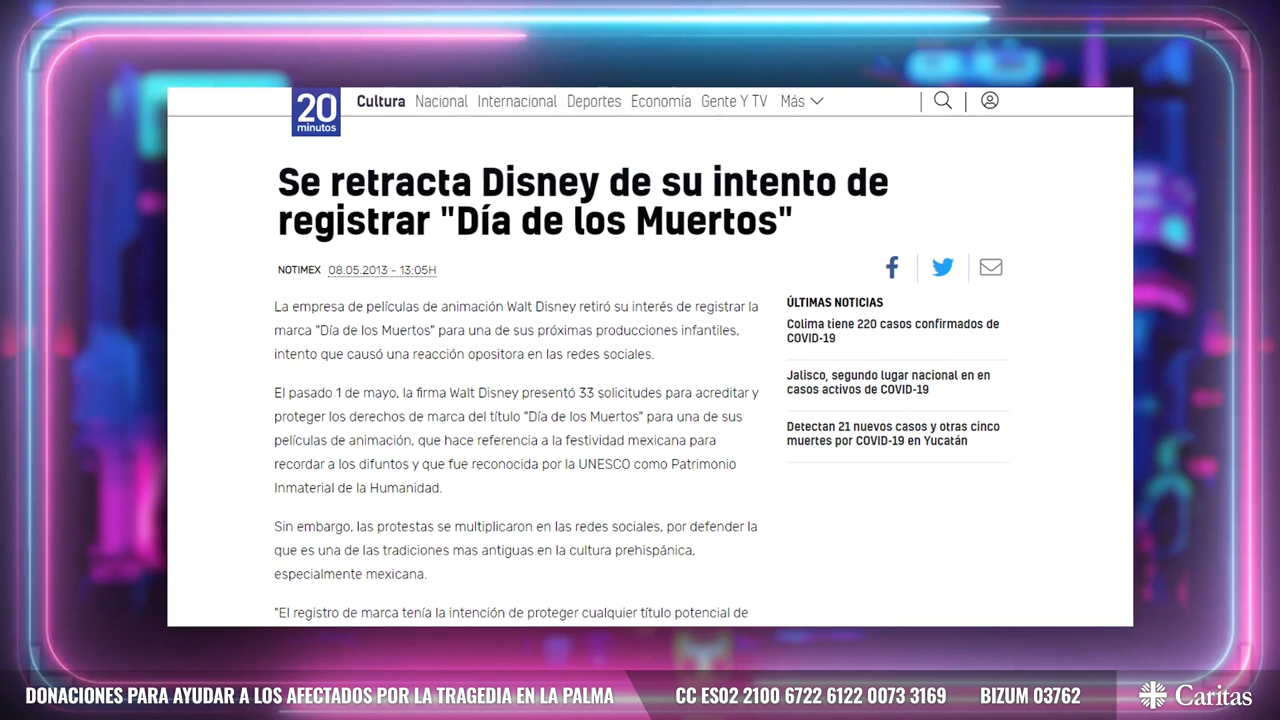 20
minutos
Cultura Nacional Internacional Deportes Economía Gente Y TV Más
Se retracta Disney de su intento de
registrar "Día de los Muertos"
NOTIMEX 08.05.2013 - 13:05H
La empresa de películas de animación Walt Disney retiró su interés de registrar la
marca "Día de los Muertos" para una de sus próximas producciones infantiles,
intento que causó una reacción opositora en las redes sociales.
El pasado 1 de mayo, la firma Walt Disney presentó 33 solicitudes para acreditar y
proteger los derechos de marca del título "Día de los Muertos" para una de sus
películas de animación, que hace referencia a la festividad mexicana para
recordar a los difuntos y que fue reconocida por la UNESCO como Patrimonio
Inmaterial de la Humanidad.
Sin embargo, las protestas se multiplicaron en las redes sociales, por defender la
que es una de las tradiciones mas antiguas en la cultura prehispánica,
especialmente mexicana.
"El registro de marca tenía la intención de proteger cualquier título potencial de
ÚLTIMAS NOTICIAS
Colima tiene 220 casos confirmados de
COVID-19
Jalisco, segundo lugar nacional en en
casos activos de COVID-19
Detectan 21 nuevos casos y otras cinco
muertes por COVID-19 en Yucatán
DONACIONES PARA AYUDAR A LOS AFECTADOS POR LA TRAGEDIA EN LA PALMA CC ES02 2100 6722 6122 0073 3169 BIZUM 03762 Caritas